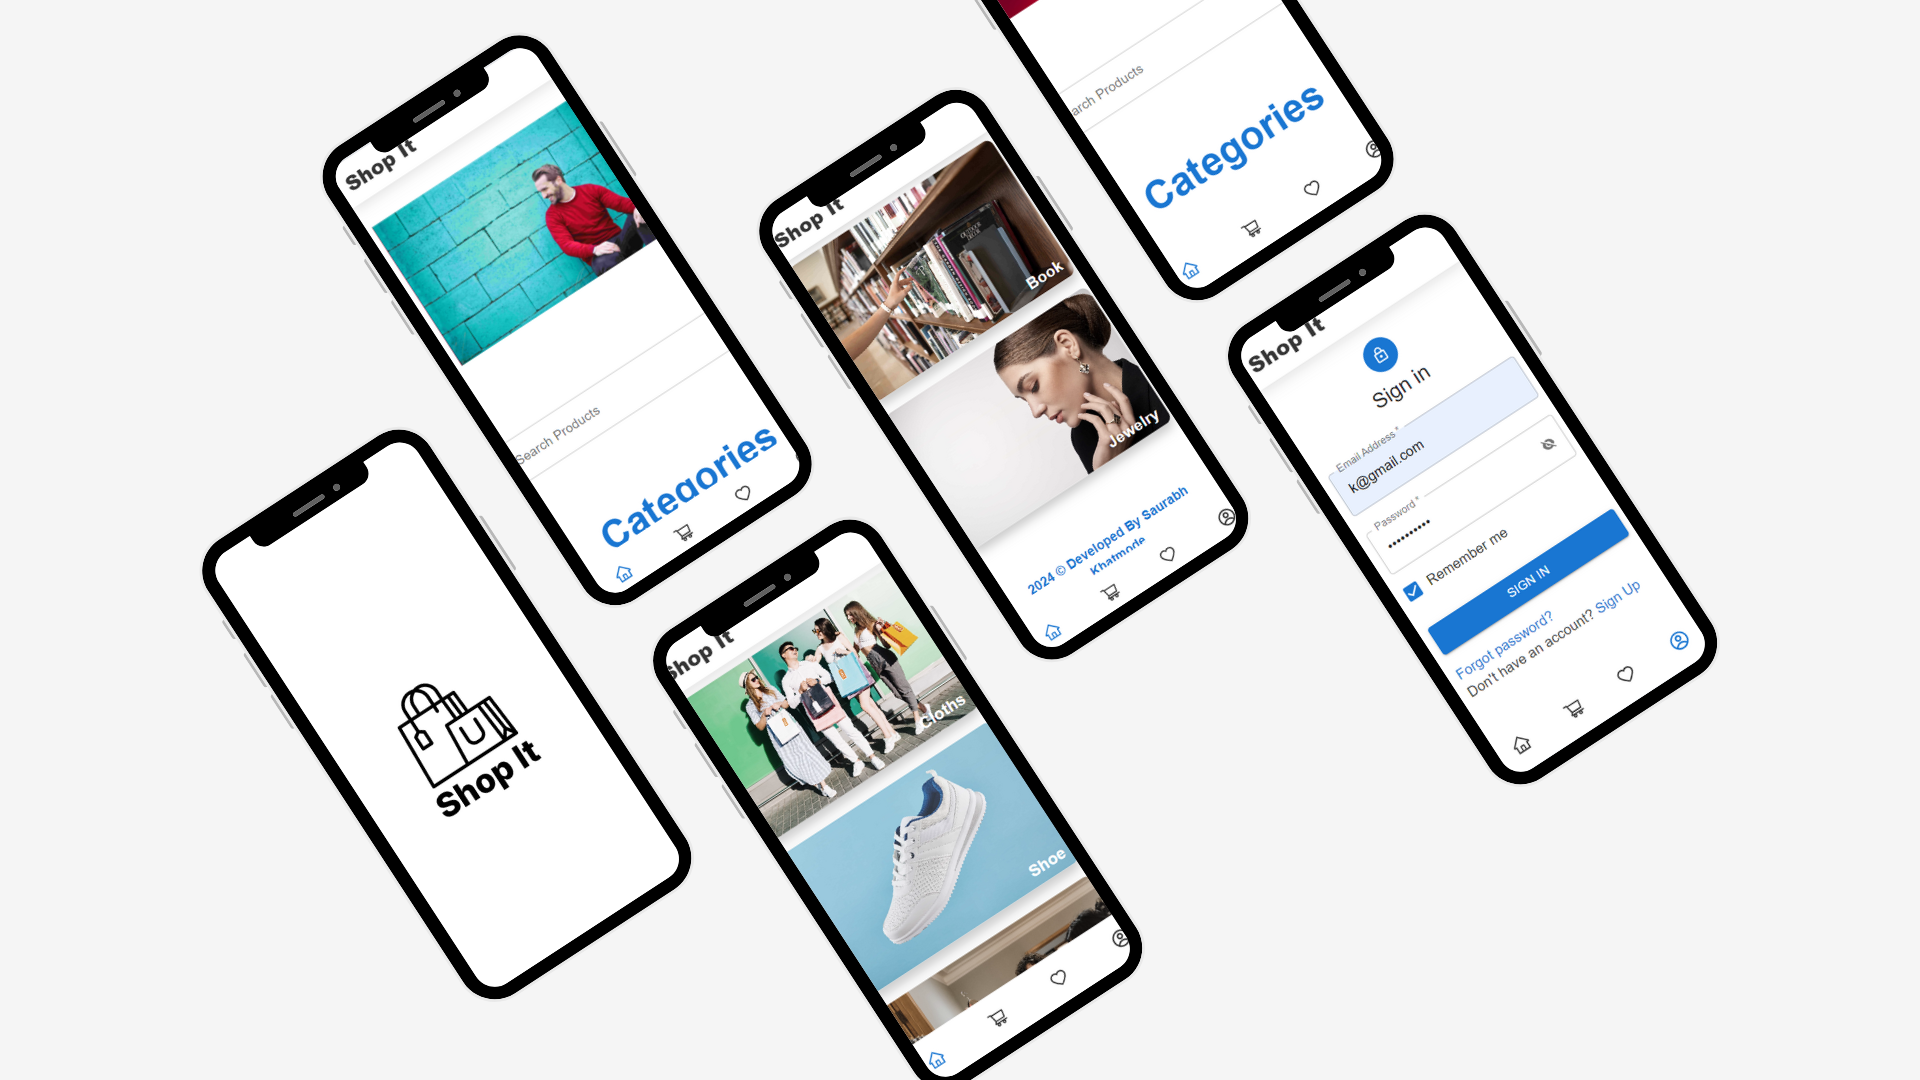 Shop It
Search Products
Categories
Shop It
Shop It
Book
Jewelry
2024 © Developed By Saurabh
Khatmode
Shop It
Cloths
Shoe
arch Products
Categories
Shop It
Sign in
Email Address *
k@gmail.com
Password *
Remember me
SIGN IN
Forgot password?
Don't have an account? Sign Up